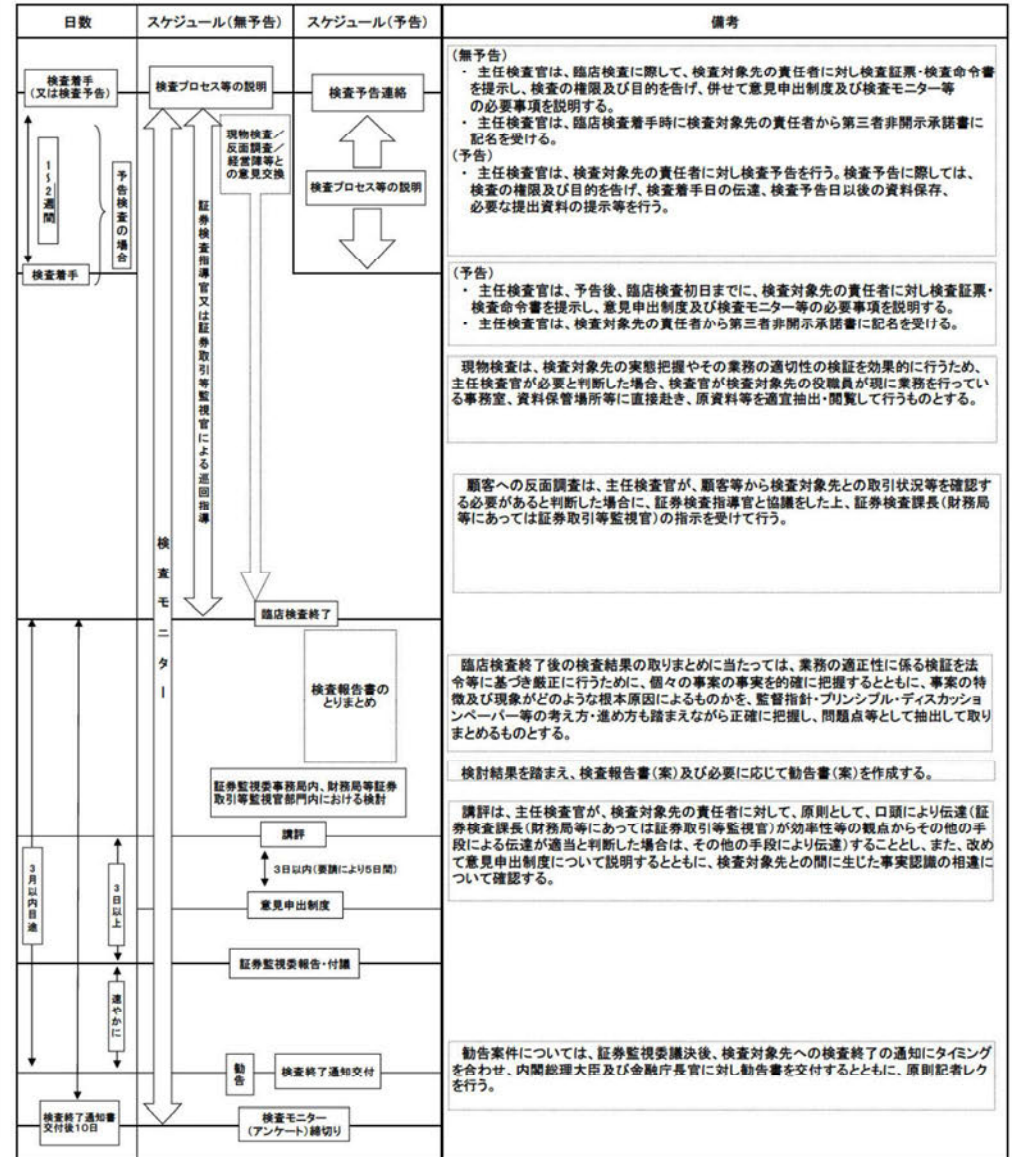 日数
スケジュール(無予告)
スケジュール(予告)
備考
検査着手
(又は検査予告)
検査プロセス等の説明
検査予告連絡
(無予告)
・ 主任検査官は、臨店検査に際して、検査対象先の責任者に対し検査証票・検査命令書
を提示し、検査の権限及び目的を告げ、併せて意見申出制度及び検査モニター等
の必要事項を説明する。
・ 主任検査官は、臨店検査着手時に検査対象先の責任者から第三者非開示承諾書に
記名を受ける。
(予告)
・ 主任検査官は、検査対象先の責任者に対し検査予告を行う。検査予告に際しては、
検査の権限及び目的を告げ、検査着手日の伝達、検査予告日以後の資料保存、
必要な提出資料の提示等を行う。
1~2週間
予告検査の場合
現物検査/
反面調査/
経営陣等と
の意見交換
検査プロセス等の説明
検査着手
証券検査指導官又は証券取引等監視官による巡回指導
(予告)
・ 主任検査官は、予告後、臨店検査初日までに、検査対象先の責任者に対し検査証票・
検査命令書を提示し、意見申出制度及び検査モニター等の必要事項を説明する。
・ 主任検査官は、検査対象先の責任者から第三者非開示承諾書に記名を受ける。
現物検査は、検査対象先の実態把握やその業務の適切性の検証を効果的に行うため、
主任検査官が必要と判断した場合、検査官が検査対象先の役職員が現に業務を行ってい
る事務室、資料保管場所等に直接赴き、原資料等を適宜抽出・閲覧して行うものとする。
顧客への反面調査は、主任検査官が、顧客等から検査対象先との取引状況等を確認す
る必要があると判断した場合に、証券検査指導官と協議をした上、証券検査課長(財務局
等にあっては証券取引等監視官)の指示を受けて行う。
検査モニター
臨店検査終了
検査報告書の
とりまとめ
臨店検査終了後の検査結果の取りまとめに当たっては、業務の適正性に係る検証を法
令等に基づき厳正に行うために、個々の事案の事実を的確に把握するとともに、事案の特
徴及び現象がどのような根本原因によるものかを、監督指針・プリンシプル・ディスカッショ
ンペーパー等の考え方・進め方も踏まえながら正確に把握し、問題点等として抽出して取り
まとめるものとする。
証券監視委事務局内、財務局等証券
取引等監視官部門内における検討
検討結果を踏まえ、検査報告書(案)及び必要に応じて勧告書(案)を作成する。
講評
講評は、主任検査官が、検査対象先の責任者に対して、原則として、口頭により伝達(証
券検査課長(財務局等にあっては証券取引等監視官)が効率性等の観点からその他の手
段による伝達が適当と判断した場合は、その他の手段により伝達)することとし、また、改め
て意見申出制度について説明するとともに、検査対象先との間に生じた事実認識の相違に
ついて確認する。
3月以内目途
3日以上
3日以内(要請により5日間)
意見申出制度
証券監視委報告・付議
速やかに
勧告
検査終了通知交付
勧告案件については、証券監視委議決後、検査対象先への検査終了の通知にタイミング
を合わせ、内閣総理大臣及び金融庁長官に対し勧告書を交付するとともに、原則記者レク
を行う。
検査終了通知書
交付後10日
検査モニター
(アンケート)締切り